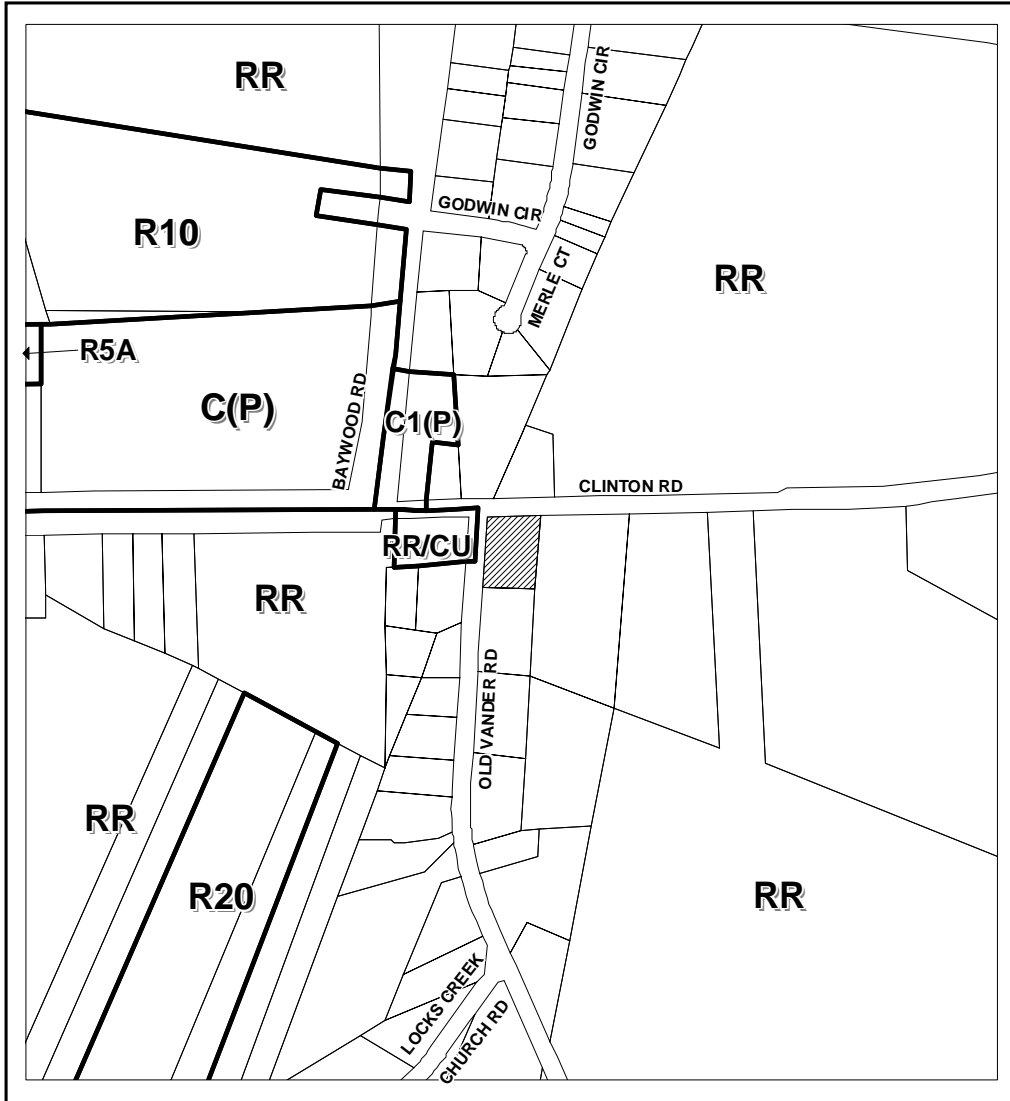 RR
GODWIN CIR
GODWIN CIR
R10
RR
MERLE CT
R5A
C(P)
BAYWOOD RD
C1(P)
CLINTON RD
RR/CU
RR
OLD VANDER RD
RR
R20
RR
LOCKS CREEK
CHURCH RD